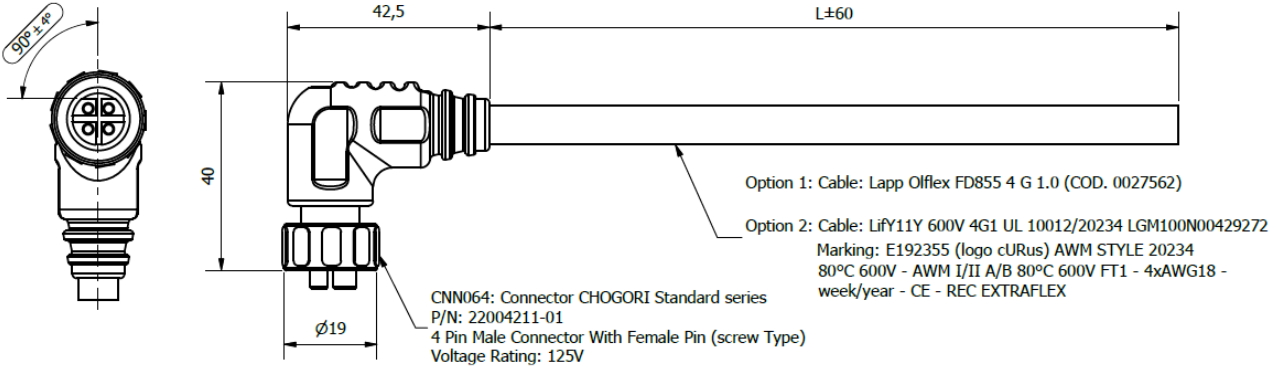 90° ± 4°
42,5
L±60
40
Ø19
Option 1: Cable: Lapp Olflex FD855 4 G 1.0 (COD. 0027562)
Option 2: Cable: LifY11Y 600V 4G1 UL 10012/20234 LGM100N00429272
Marking: E192355 (logo cURus) AWM STYLE 20234
80°C 600V - AWM I/II A/B 80°C 600V FT1 - 4xAWG18 -
week/year - CE - REC EXTRAFLEX
CNN064: Connector CHOGORI Standard series
P/N: 22004211-01
4 Pin Male Connector With Female Pin (screw Type)
Voltage Rating: 125V